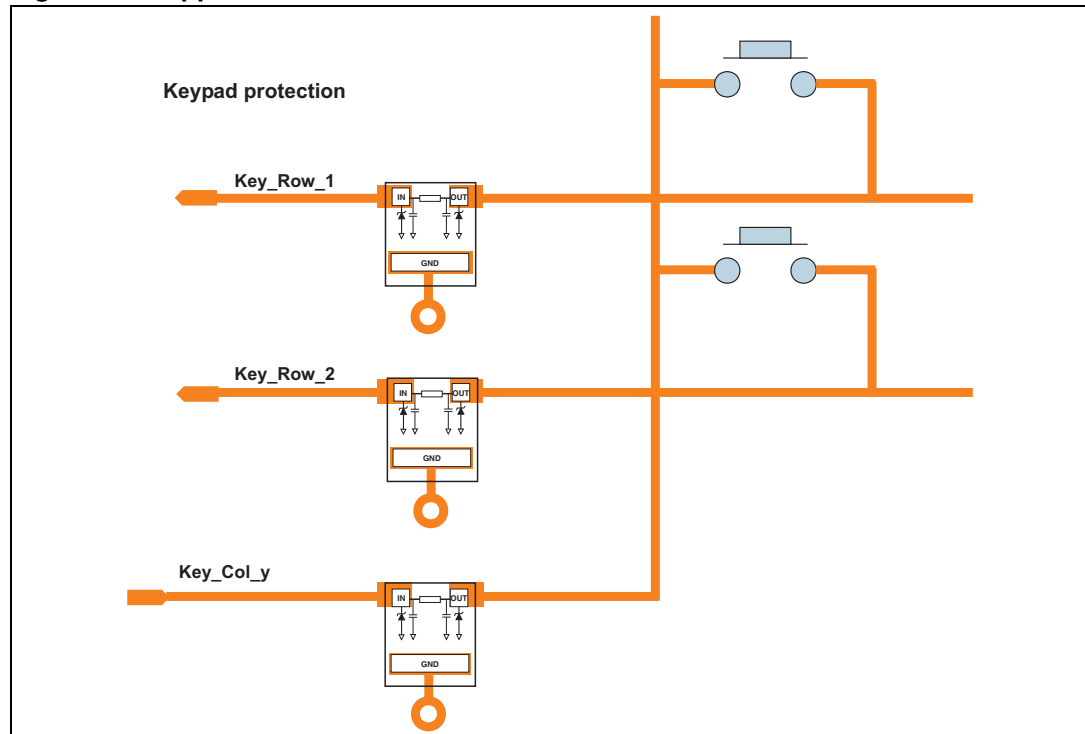 Keypad protection
Key_Row_1
IN
OUT
GND
Key_Row_2
IN
OUT
GND
Key_Col_y
IN
OUT
GND